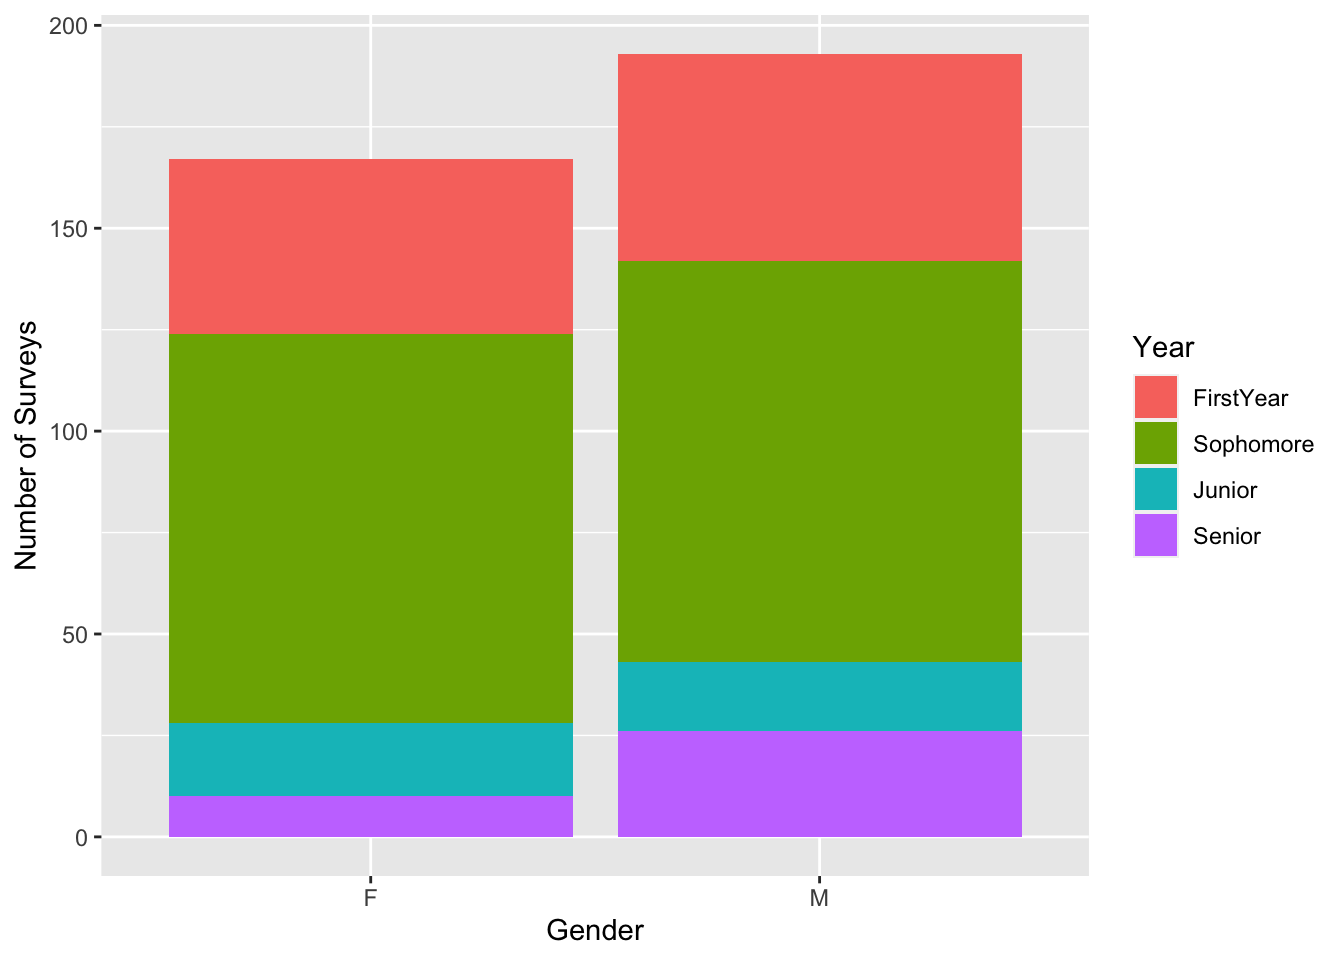 200
150
100
50
0
Number of Surveys
F
M
Gender
Year
FirstYear
Sophomore
Junior
Senior